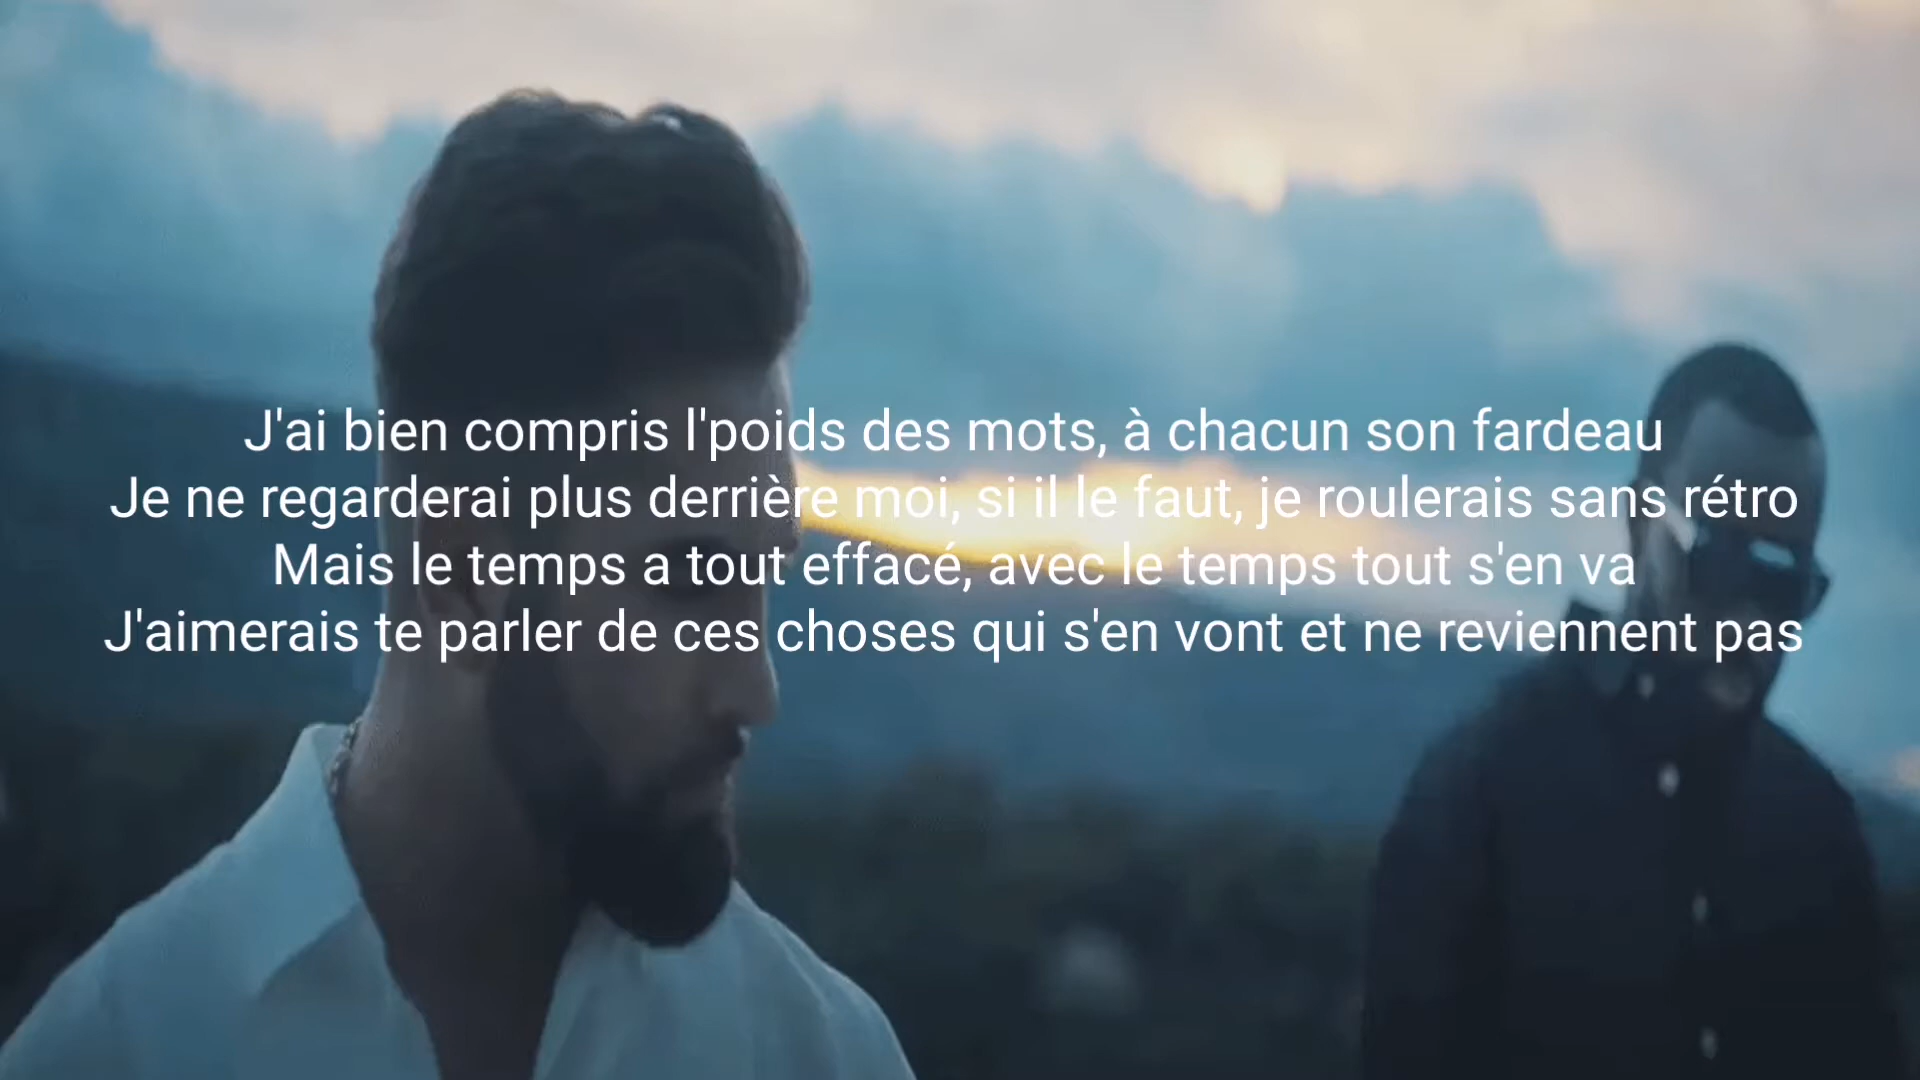 J'ai bien compris l'poids des mots, à chacun son fardeau
Je ne regarderai plus derrière moi, si il le faut, je roulerais sans rétro
Mais le temps a tout effacé, avec le temps tout s'en va
J'aimerais te parler de ces choses qui s'en vont et ne reviennent pas